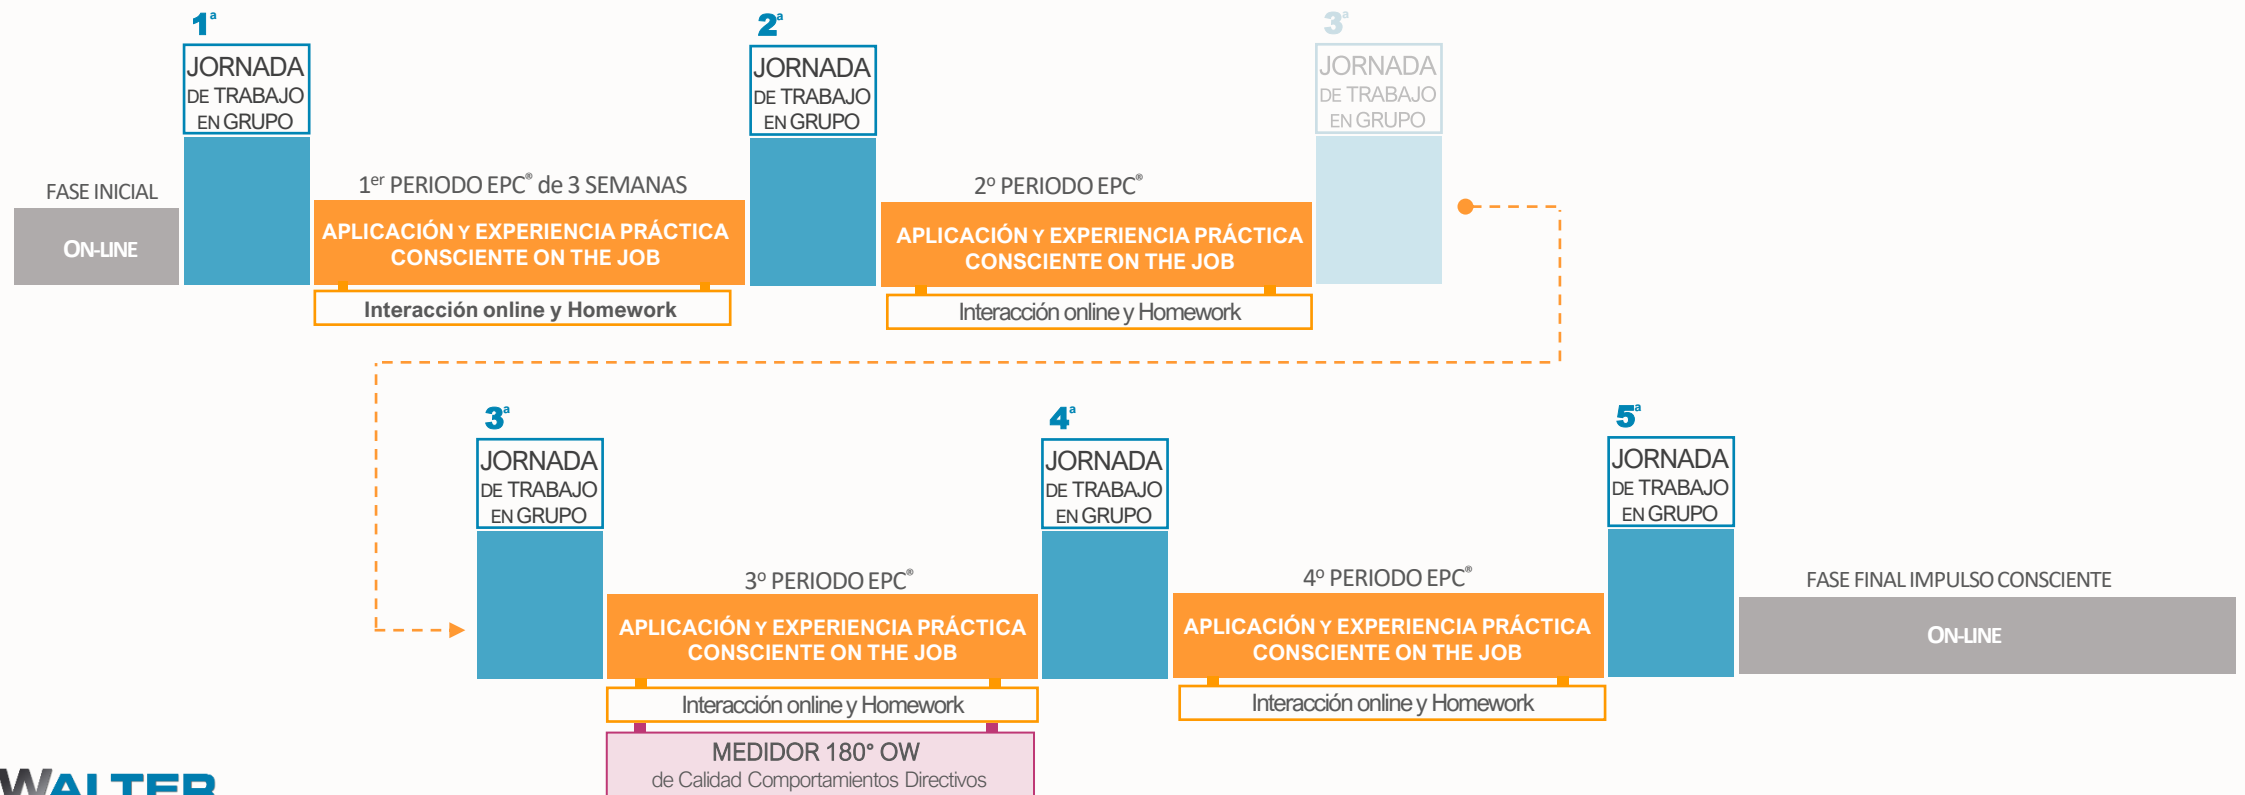 1ª
JORNADA
DE TRABAJO
EN GRUPO
2ª
JORNADA
DE TRABAJO
EN GRUPO
3ª
JORNADA
DE TRABAJO
EN GRUPO
FASE INICIAL
ON-LINE
1er PERIODO EPC® de 3 SEMANAS
APLICACIÓN Y EXPERIENCIA PRÁCTICA
CONSCIENTE ON THE JOB
Interacción online y Homework
2º PERIODO EPC®
APLICACIÓN Y EXPERIENCIA PRÁCTICA
CONSCIENTE ON THE JOB
Interacción online y Homework
3ª
JORNADA
DE TRABAJO
EN GRUPO
4ª
JORNADA
DE TRABAJO
EN GRUPO
5ª
JORNADA
DE TRABAJO
EN GRUPO
3º PERIODO EPC®
APLICACIÓN Y EXPERIENCIA PRÁCTICA
CONSCIENTE ON THE JOB
Interacción online y Homework
MEDIDOR 180° OW
de Calidad Comportamientos Directivos
4º PERIODO EPC®
APLICACIÓN Y EXPERIENCIA PRÁCTICA
CONSCIENTE ON THE JOB
Interacción online y Homework
FASE FINAL IMPULSO CONSCIENTE
ON-LINE
WALTER